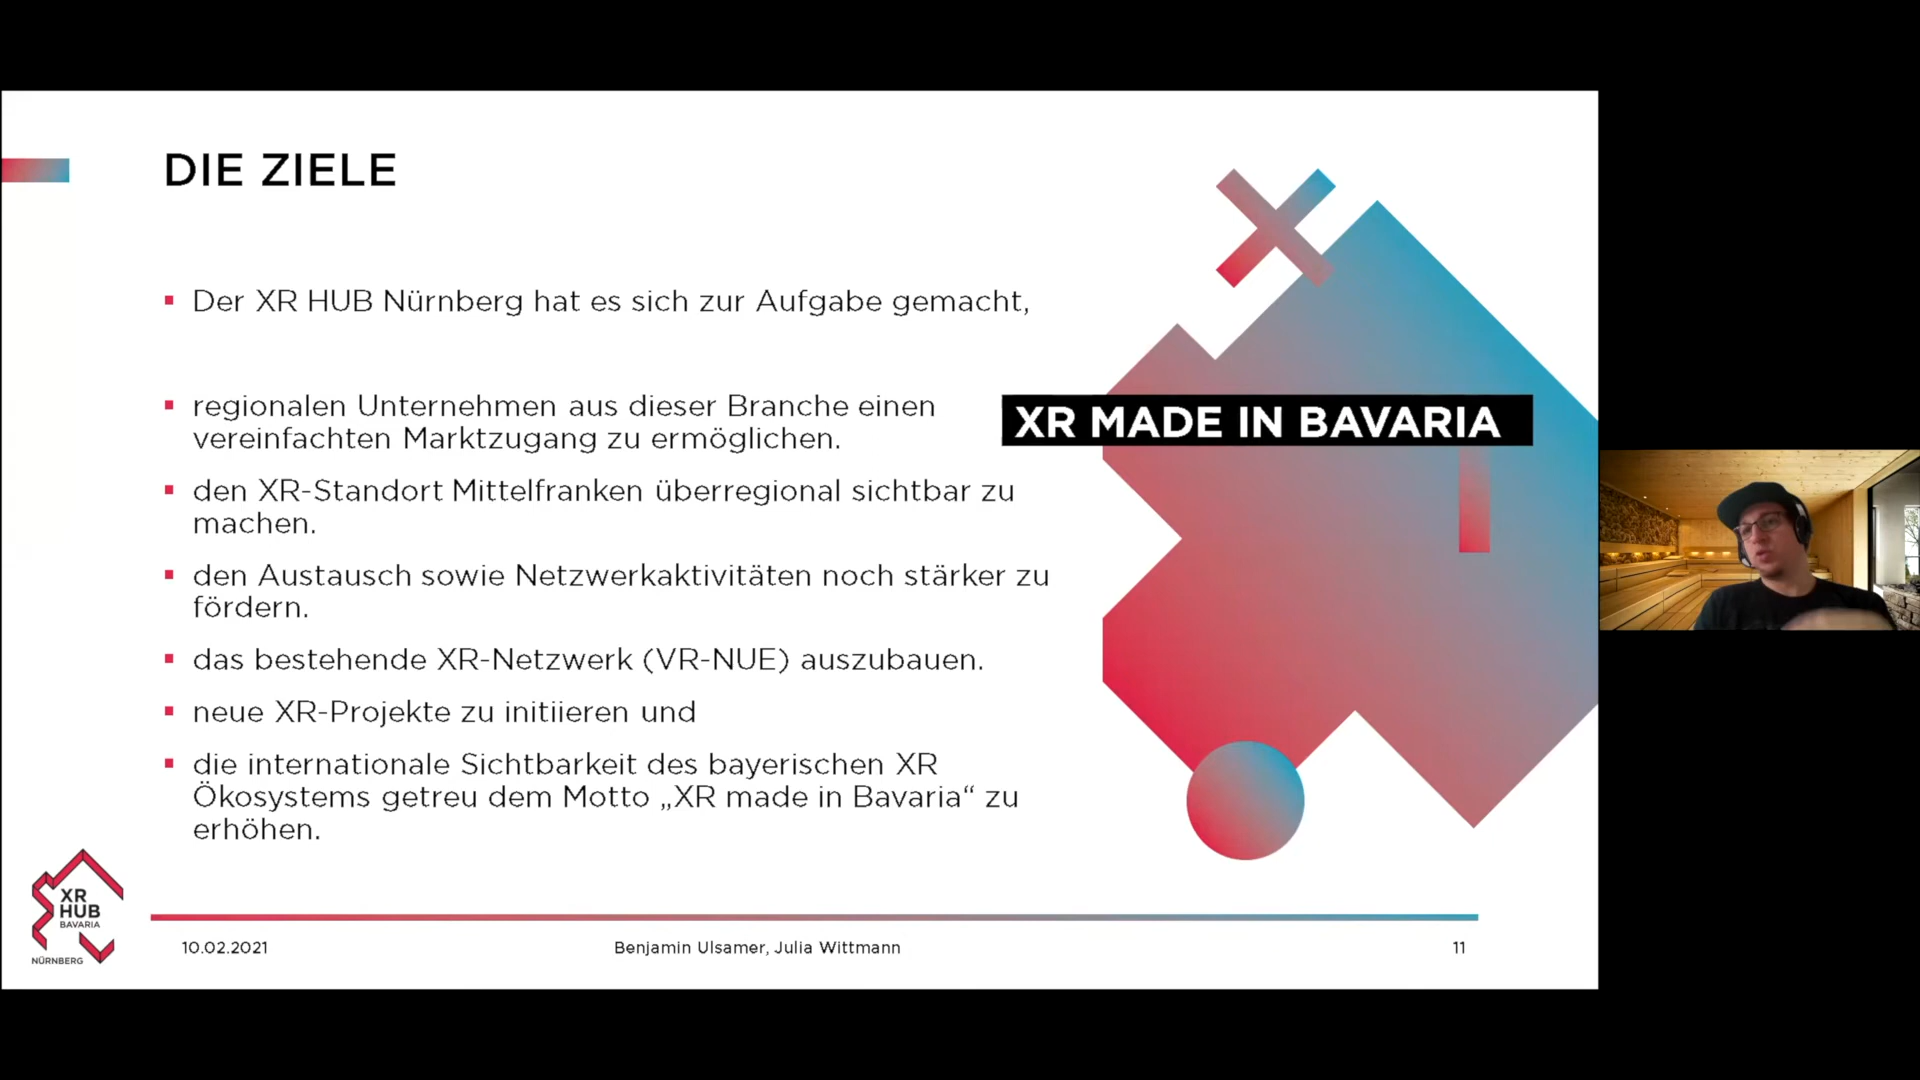 DIE ZIELE
Der XR HUB Nürnberg hat es sich zur Aufgabe gemacht,
regionalen Unternehmen aus dieser Branche einen
vereinfachten Marktzugang zu ermöglichen.
den XR-Standort Mittelfranken überregional sichtbar zu
machen.
den Austausch sowie Netzwerkaktivitäten noch stärker zu
fördern.
das bestehende XR-Netzwerk (VR-NUE) auszubauen.
neue XR-Projekte zu initiieren und
die internationale Sichtbarkeit des bayerischen XR
Ökosystems getreu dem Motto „XR made in Bavaria“ zu
erhöhen.
XR MADE IN BAVARIA
XR
HUB
BAVARIA
NÜRNBERG
10.02.2021
Benjamin Ulsamer, Julia Wittmann
11